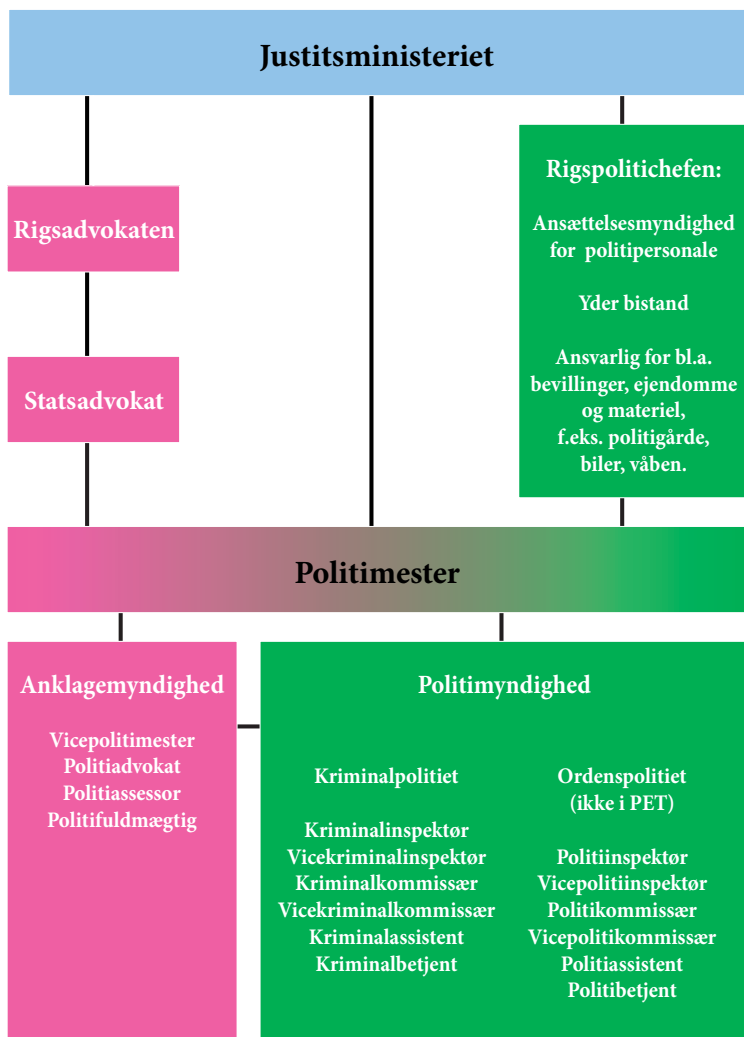 Justitsministeriet
Rigsadvokaten
Statsadvokat
Rigspolitichefen:
Ansættelsesmyndighed
for politipersonale
Yder bistand
Ansvarlig for bl.a.
bevillinger, ejendomme
og materiel,
f.eks. politigårde,
biler, våben.
Politimester
Anklagemyndighed
Vicepolitimester
Politiadvokat
Politiassessor
Politifuldmægtig
Politimyndighed
Kriminalpolitiet
Kriminalinspektør
Vicekriminalinspektør
Kriminalkommissær
Vicekriminalkommissær
Kriminalassistent
Kriminalbetjent
Ordenspolitiet
(ikke i PET)
Politiinspektør
Vicepolitiinspektør
Politikommissær
Vicepolitikommissær
Politiassistent
Politibetjent